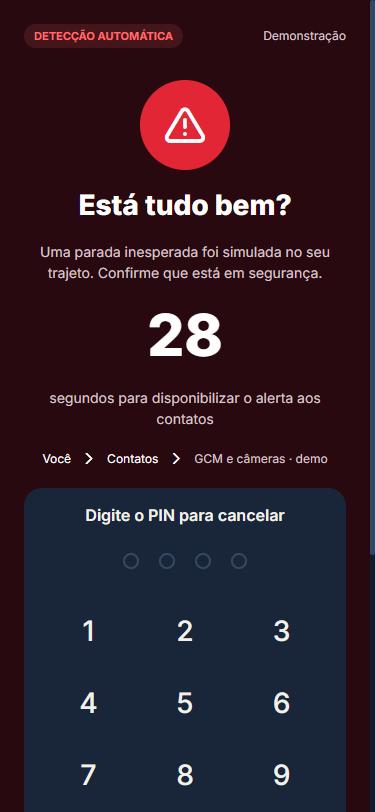 DETECÇÃO AUTOMÁTICA
Demonstração
Está tudo bem?
Uma parada inesperada foi simulada no seu
trajeto. Confirme que está em segurança.
28
segundos para disponibilizar o alerta aos
contatos
Você > Contatos > GCM e câmeras · demo
Digite o PIN para cancelar
1 2 3
4 5 6
7 8 9